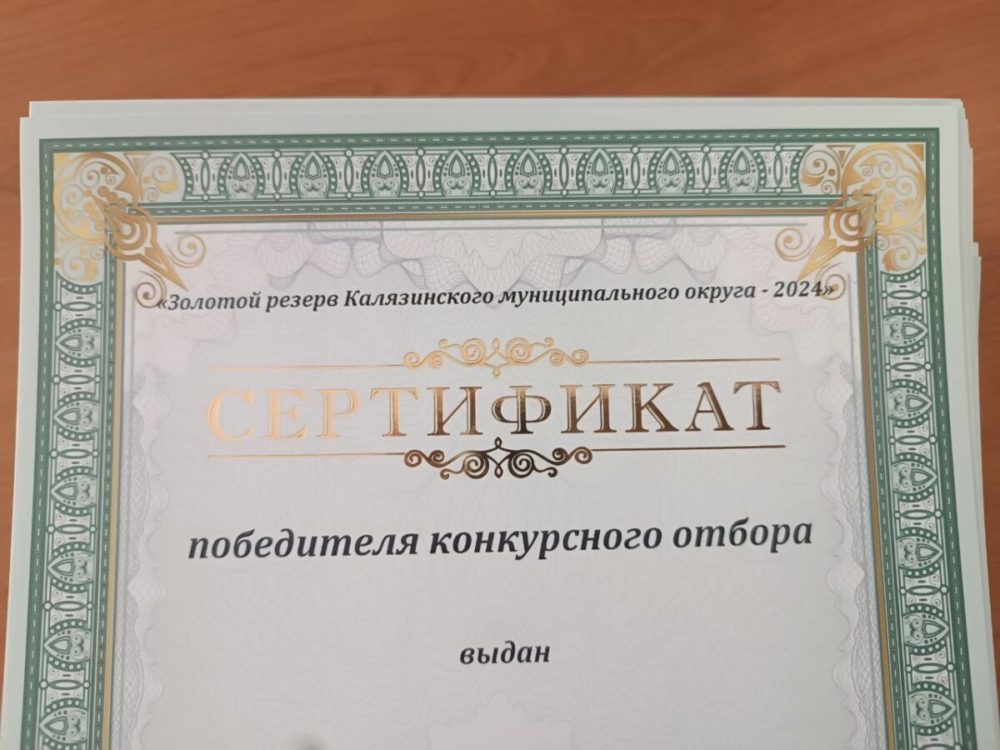 «Золотой резерв Калязинского муниципального округа - 2024»
СЕРТИФИКАТ
победителя конкурсного отбора
выдан